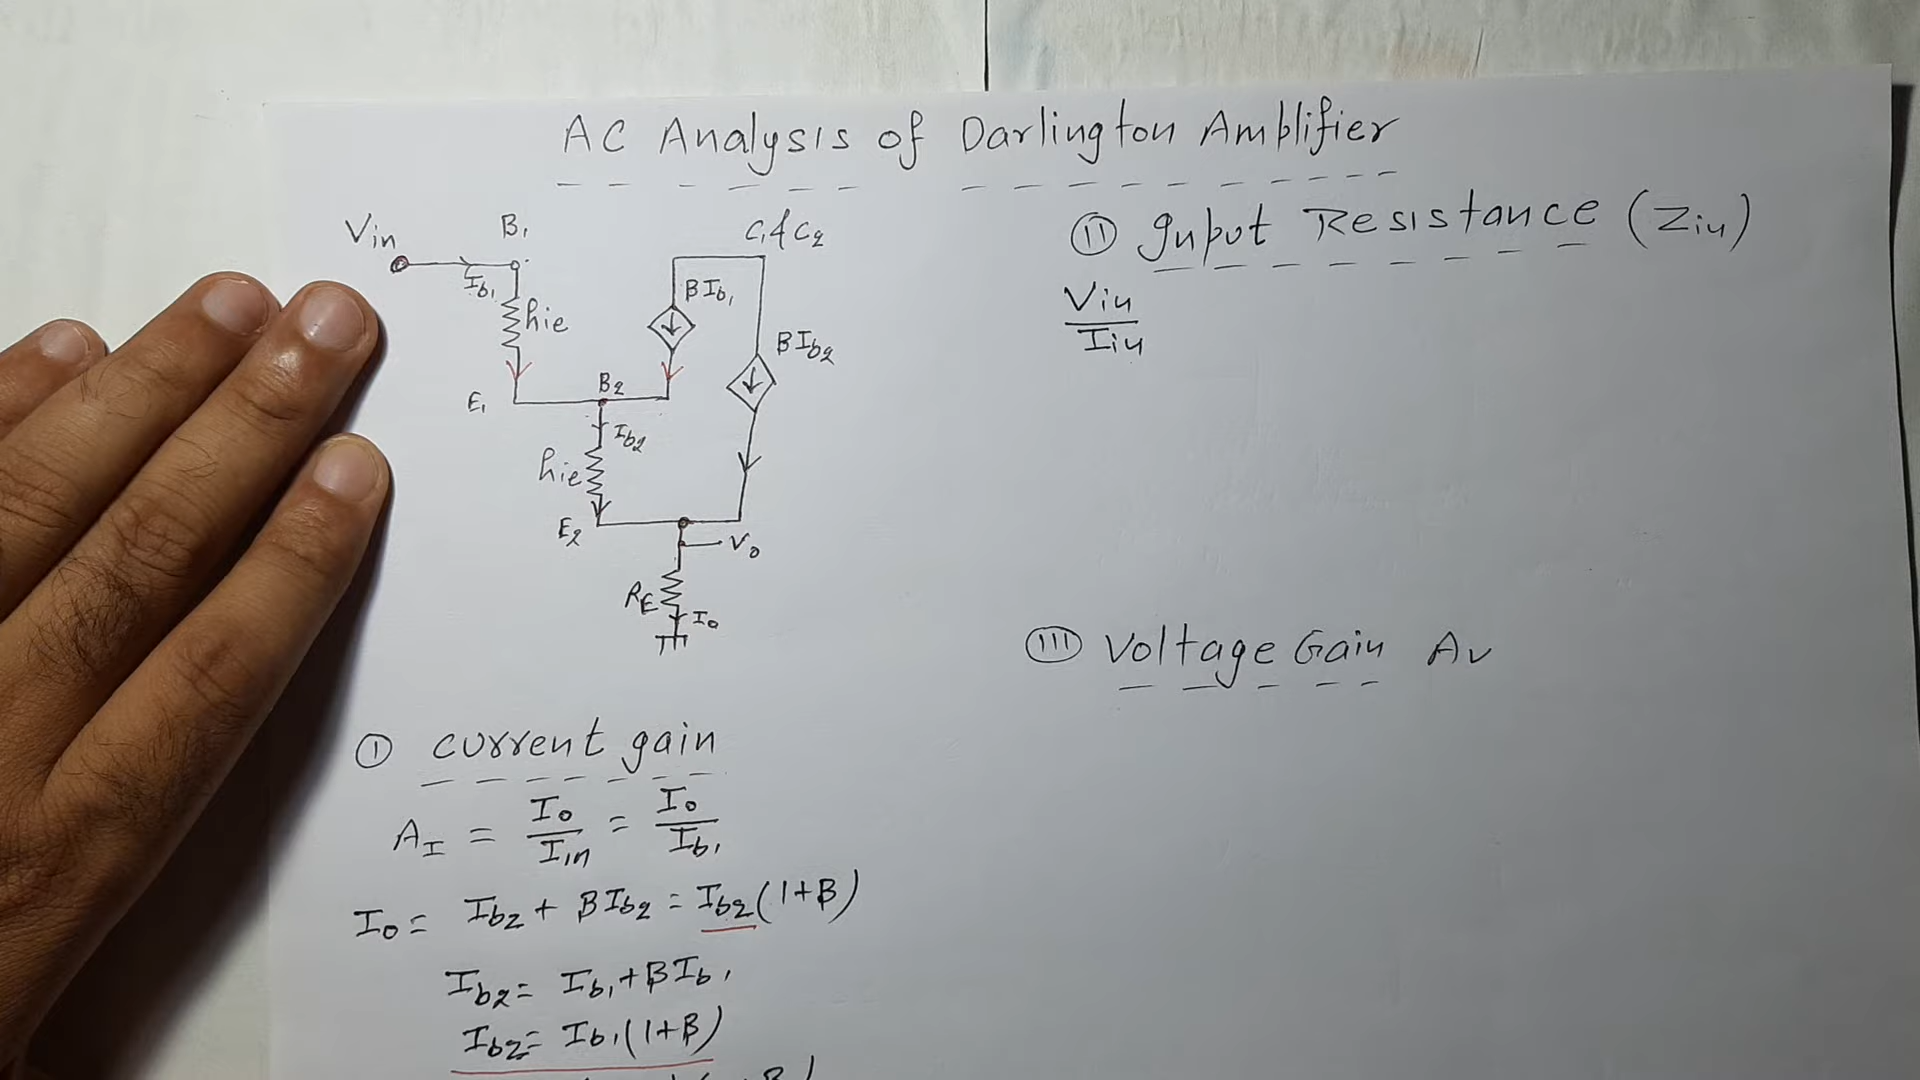 AC Analysis of Darlington Amplifier
Vin
B1
C1 & C2
Ib1
hie
βIb1
βIb2
E1
B2
Ib2
hie
E2
Vo
RE
Io
(I) current gain
AI = Io/Iin = Io/Ib1
Io = Ib2 + βIb2 = Ib2(1+β)
Ib2 = Ib1 + βIb1
Ib2 = Ib1(1+β)
(II) Input Resistance (Zin)
Vin/Iin
(III) Voltage Gain Av